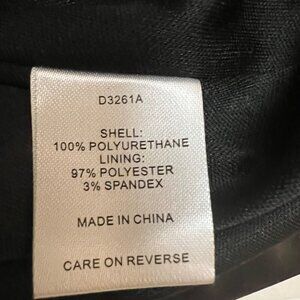 D3261A
SHELL:
100% POLYURETHANE
LINING:
97% POLYESTER
3% SPANDEX
MADE IN CHINA
CARE ON REVERSE